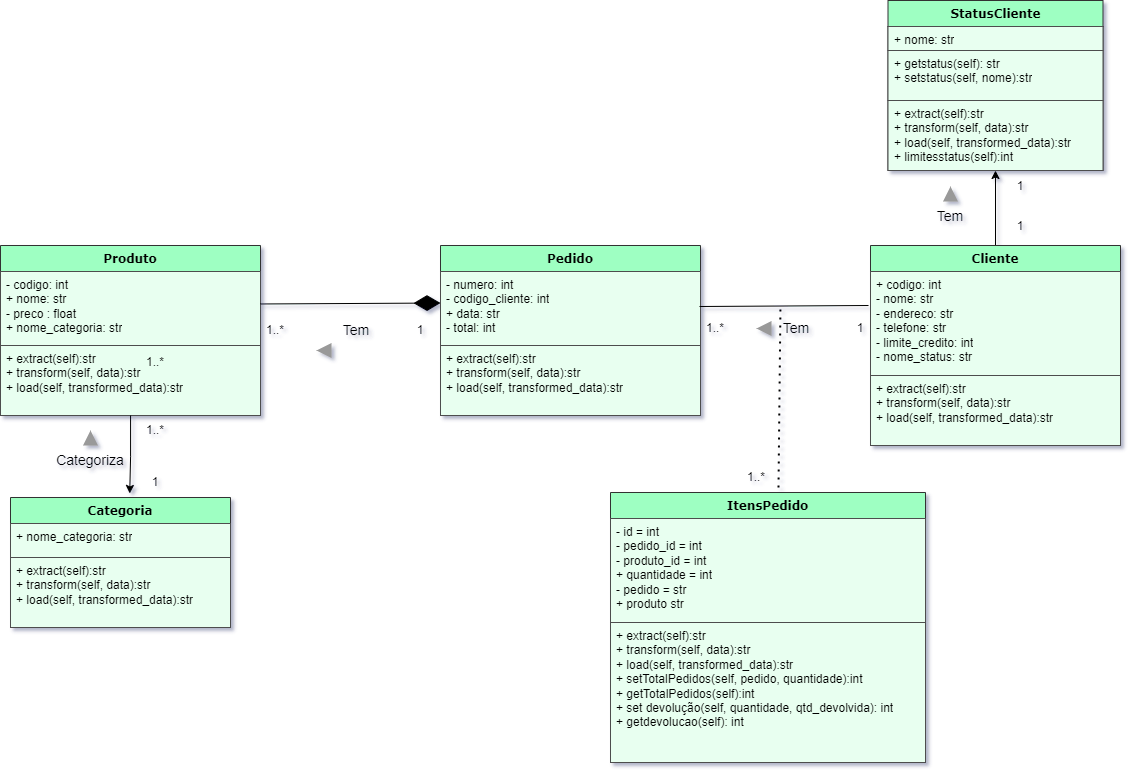 StatusCliente
+ nome: str
+ getstatus(self): str
+ setstatus(self, nome):str
+ extract(self):str
+ transform(self, data):str
+ load(self, transformed_data):str
+ limitesstatus(self):int
1
Tem
1
Produto
- codigo: int
+ nome: str
- preco : float
+ nome_categoria: str
+ extract(self):str
1..*
+ transform(self, data):str
+ load(self, transformed_data):str
1..*
Tem
1
Pedido
- numero: int
- codigo_cliente: int
+ data: str
- total: int
+ extract(self):str
+ transform(self, data):str
+ load(self, transformed_data):str
1..*
Tem
1
Cliente
+ codigo: int
- nome: str
- endereco: str
- telefone: str
- limite_credito: int
- nome_status: str
+ extract(self):str
+ transform(self, data):str
+ load(self, transformed_data):str
1..*
Categoriza
1
Categoria
+ nome_categoria: str
+ extract(self):str
+ transform(self, data):str
+ load(self, transformed_data):str
1..*
ItensPedido
- id = int
- pedido_id = int
- produto_id = int
+ quantidade = int
- pedido = str
+ produto str
+ extract(self):str
+ transform(self, data):str
+ load(self, transformed_data):str
+ setTotalPedidos(self, pedido, quantidade):int
+ getTotalPedidos(self):int
+ set devolução(self, quantidade, qtd_devolvida): int
+ getdevolucao(self): int